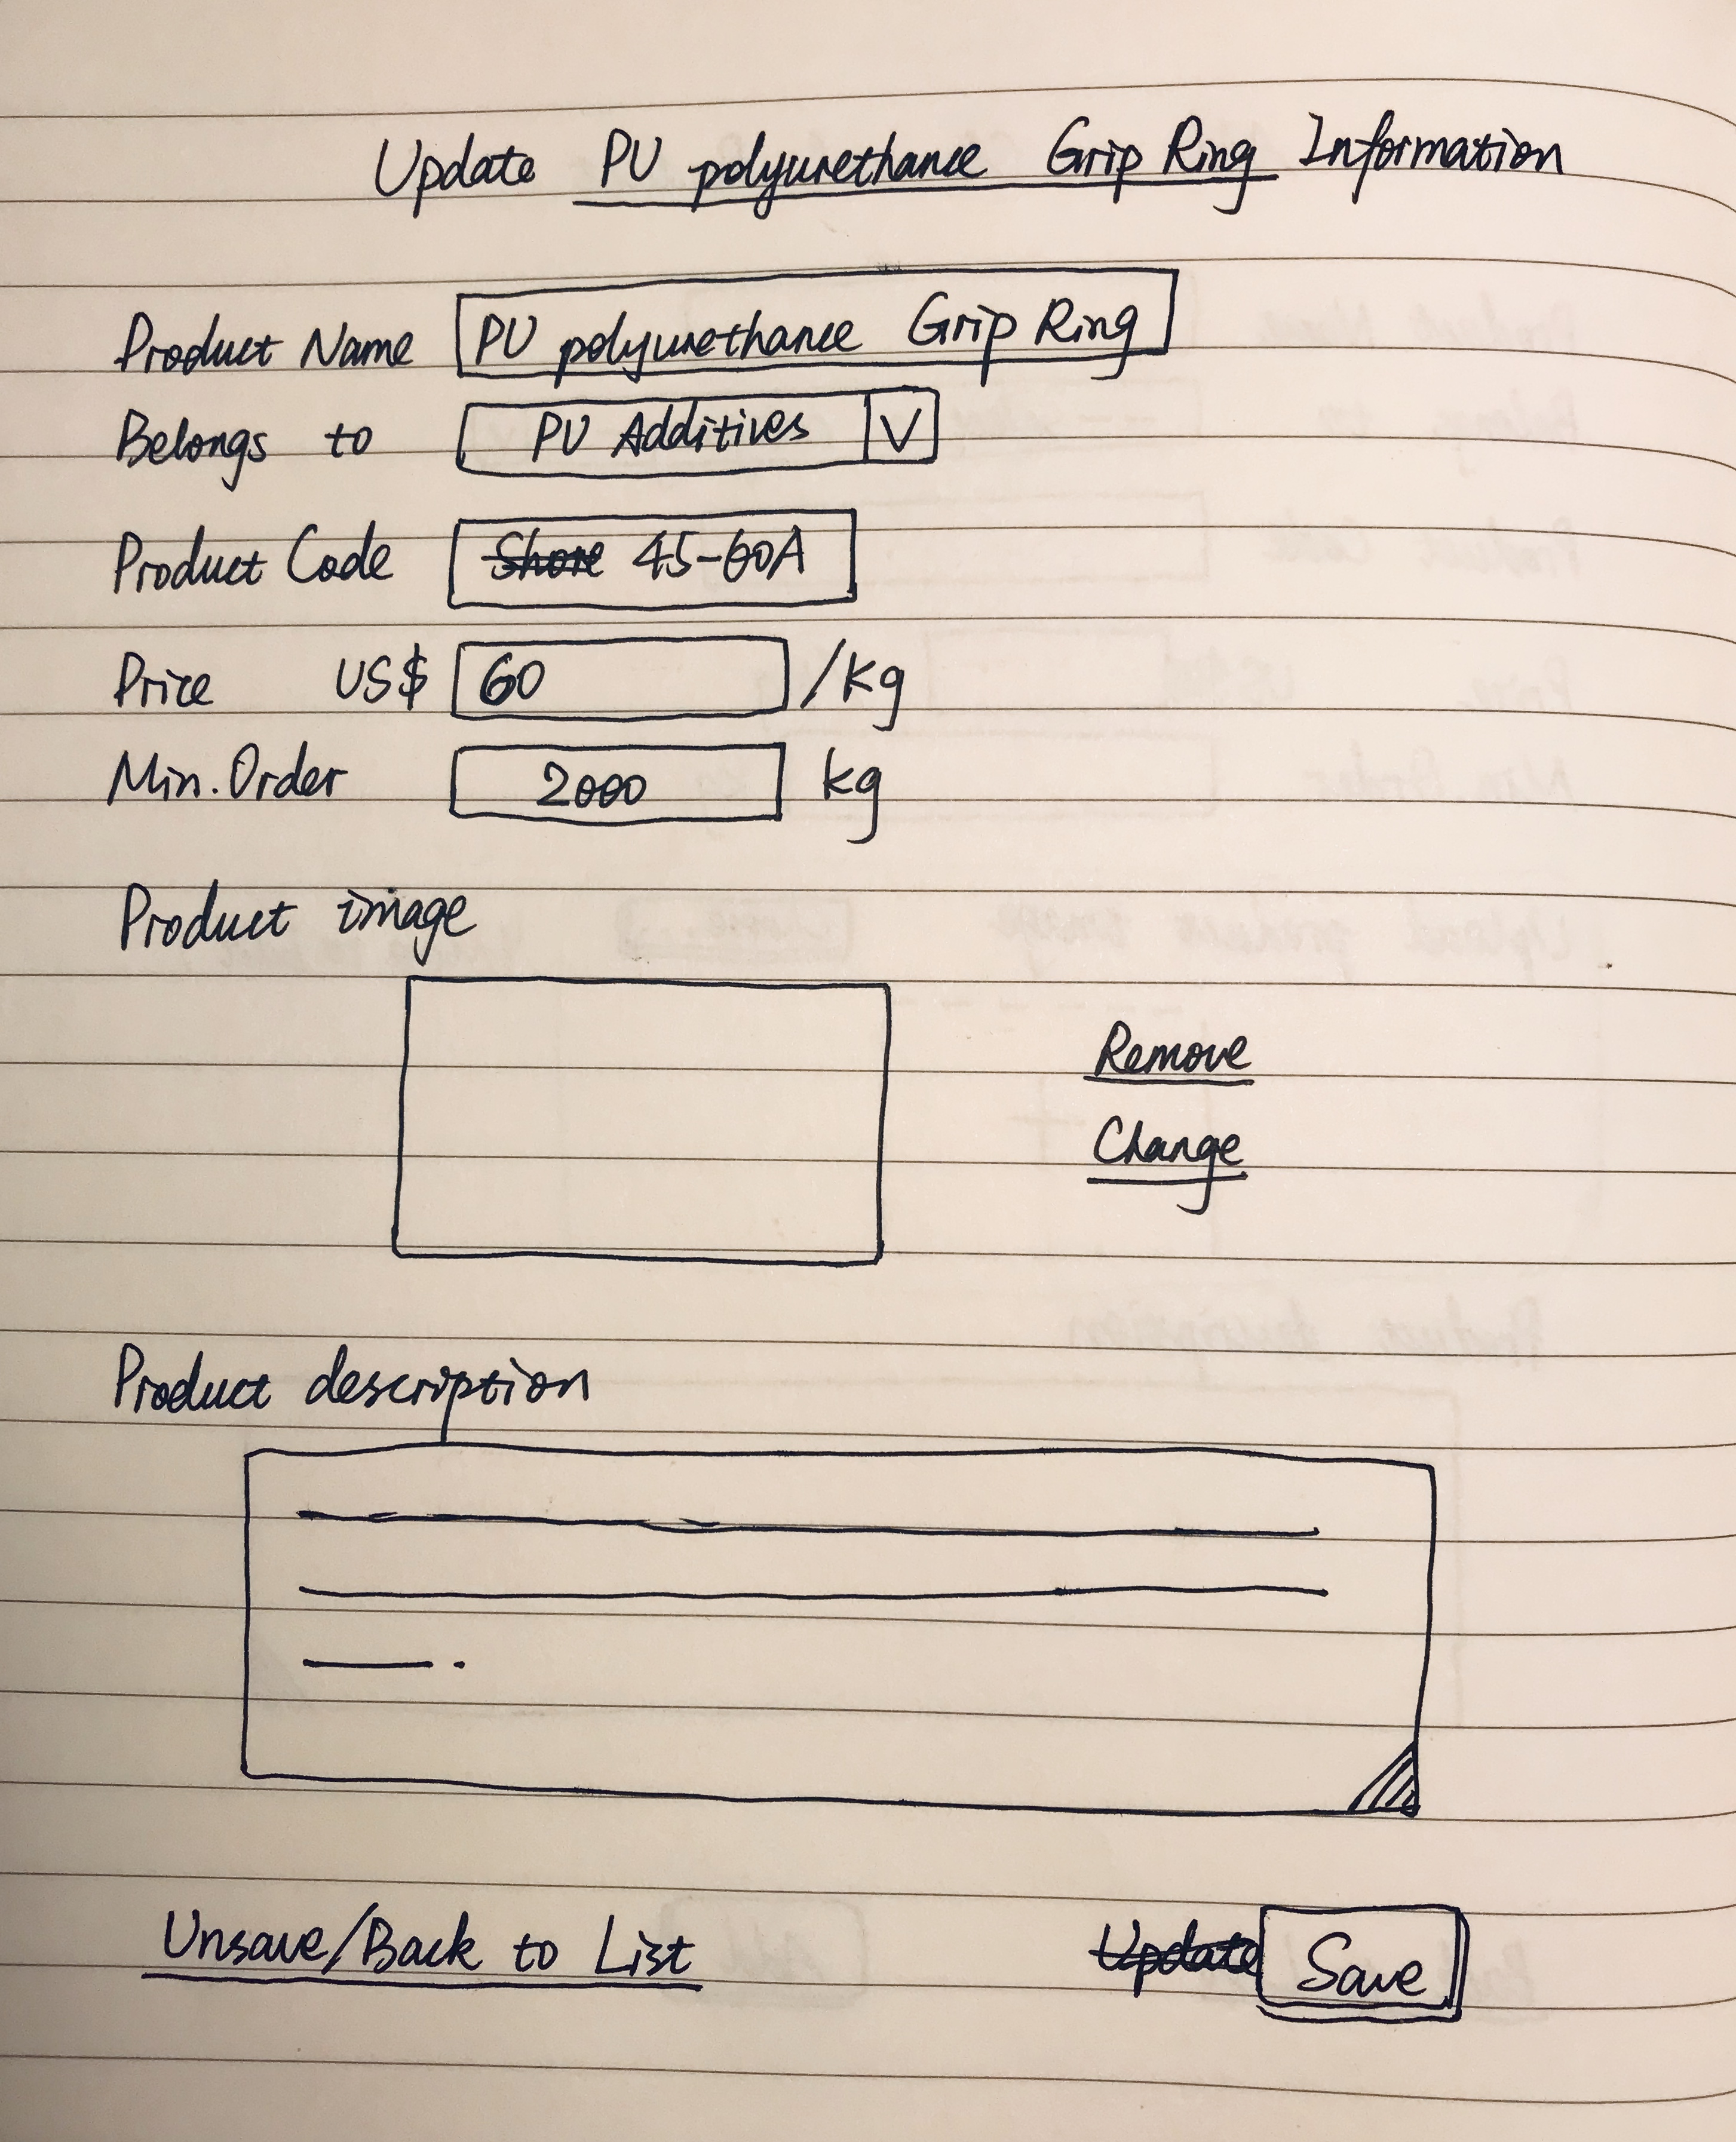 Update PU polyurethance Grip Ring Information
Product Name PU polyurethance Grip Ring
Belongs to PU Additives V
Product Code Shore 45-60A
Price US$ 60 /kg
Min. Order 2000 kg
Product image
Remove
Change
Product description
Unsave/Back to List Update Save